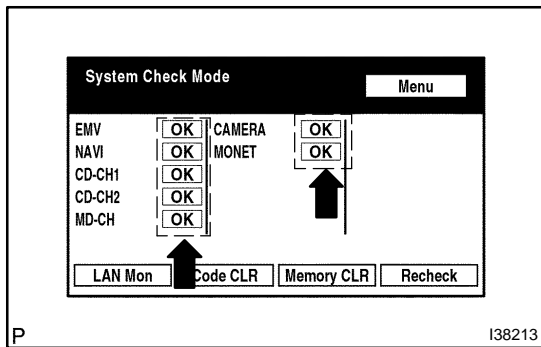 System Check Mode
Menu
EMV OK CAMERA OK
NAVI OK MONET OK
CD-CH1 OK
CD-CH2 OK
MD-CH OK
LAN Mon Code CLR Memory CLR Recheck
P I38213